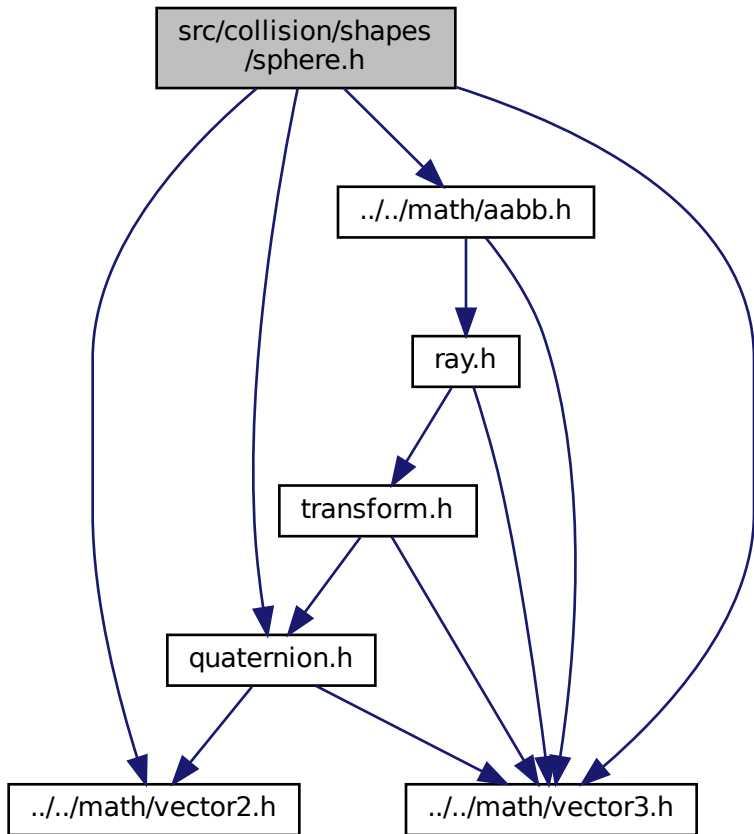 src/collision/shapes
/sphere.h
../../math/aabb.h
ray.h
transform.h
quaternion.h
../../math/vector2.h
../../math/vector3.h